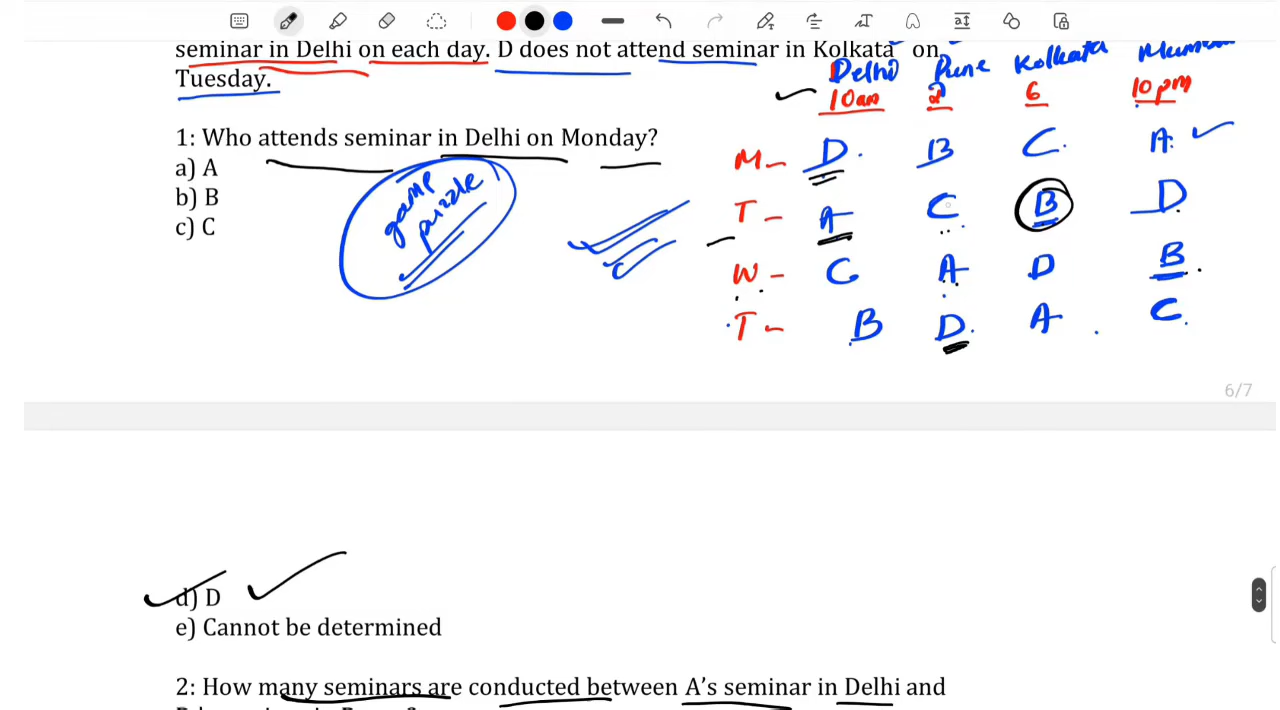 seminar in Delhi on each day. D does not attend seminar in Kolkata on
Tuesday.
Delhi Pune Kolkata
10am 2 6 10pm
1: Who attends seminar in Delhi on Monday?
a) A
b) B
c) C
game puzzle
M - D B C A
T - A C B D
W - C A D B
T - B D A C
6/7
d) D
e) Cannot be determined
2: How many seminars are conducted between A's seminar in Delhi and